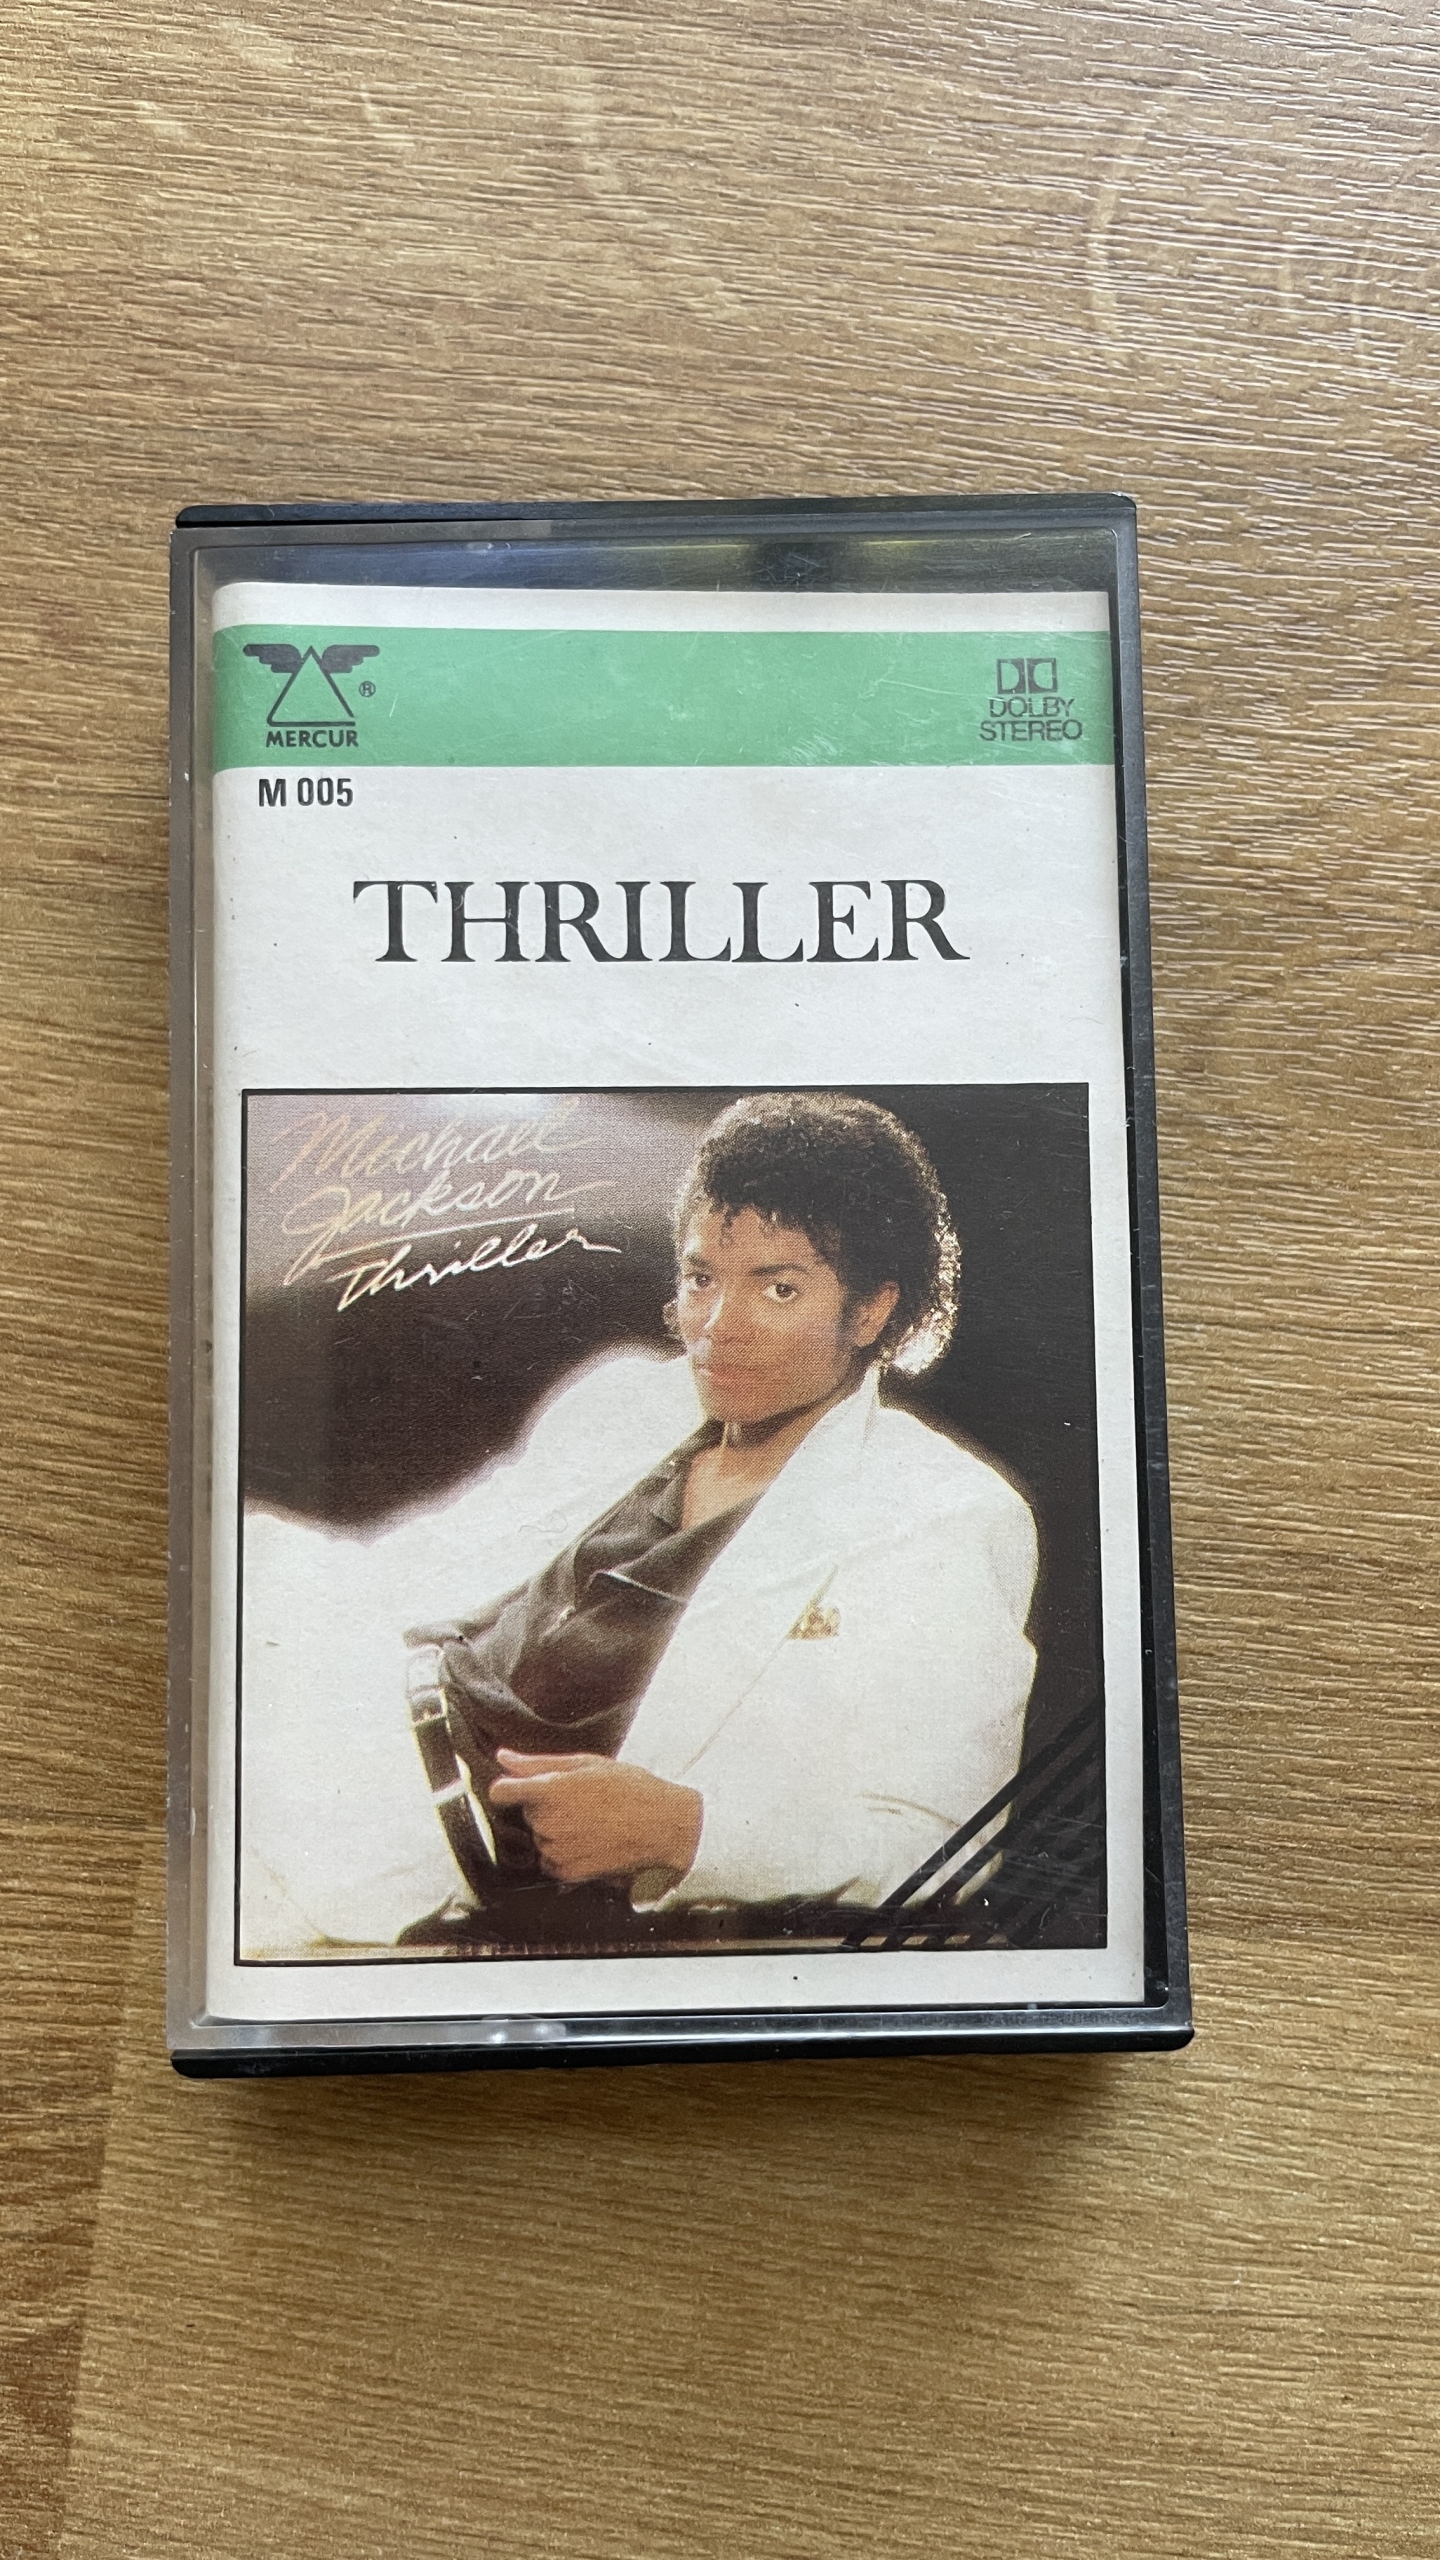 ®
MERCUR
DOLBY
STEREO
M 005
THRILLER
Michael
Jackson
Thriller